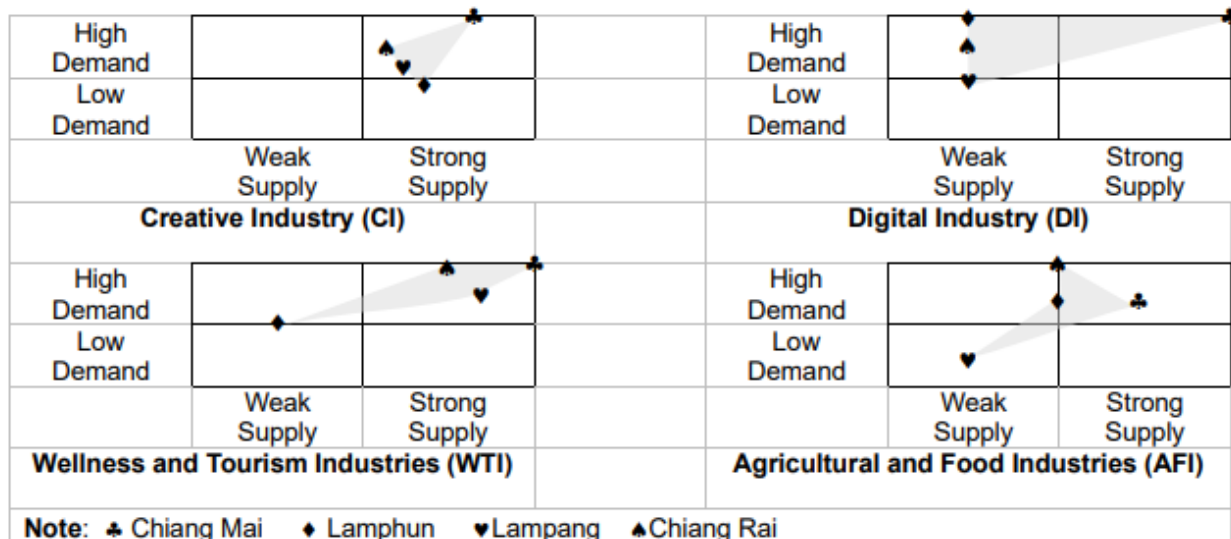 High
Demand
Low
Demand
Weak
Supply
Strong
Supply
Creative Industry (CI)
High
Demand
Low
Demand
Weak
Supply
Strong
Supply
Digital Industry (DI)
High
Demand
Low
Demand
Weak
Supply
Strong
Supply
Wellness and Tourism Industries (WTI)
High
Demand
Low
Demand
Weak
Supply
Strong
Supply
Agricultural and Food Industries (AFI)
Note: ♣ Chiang Mai ♦ Lamphun ♥Lampang ♠Chiang Rai